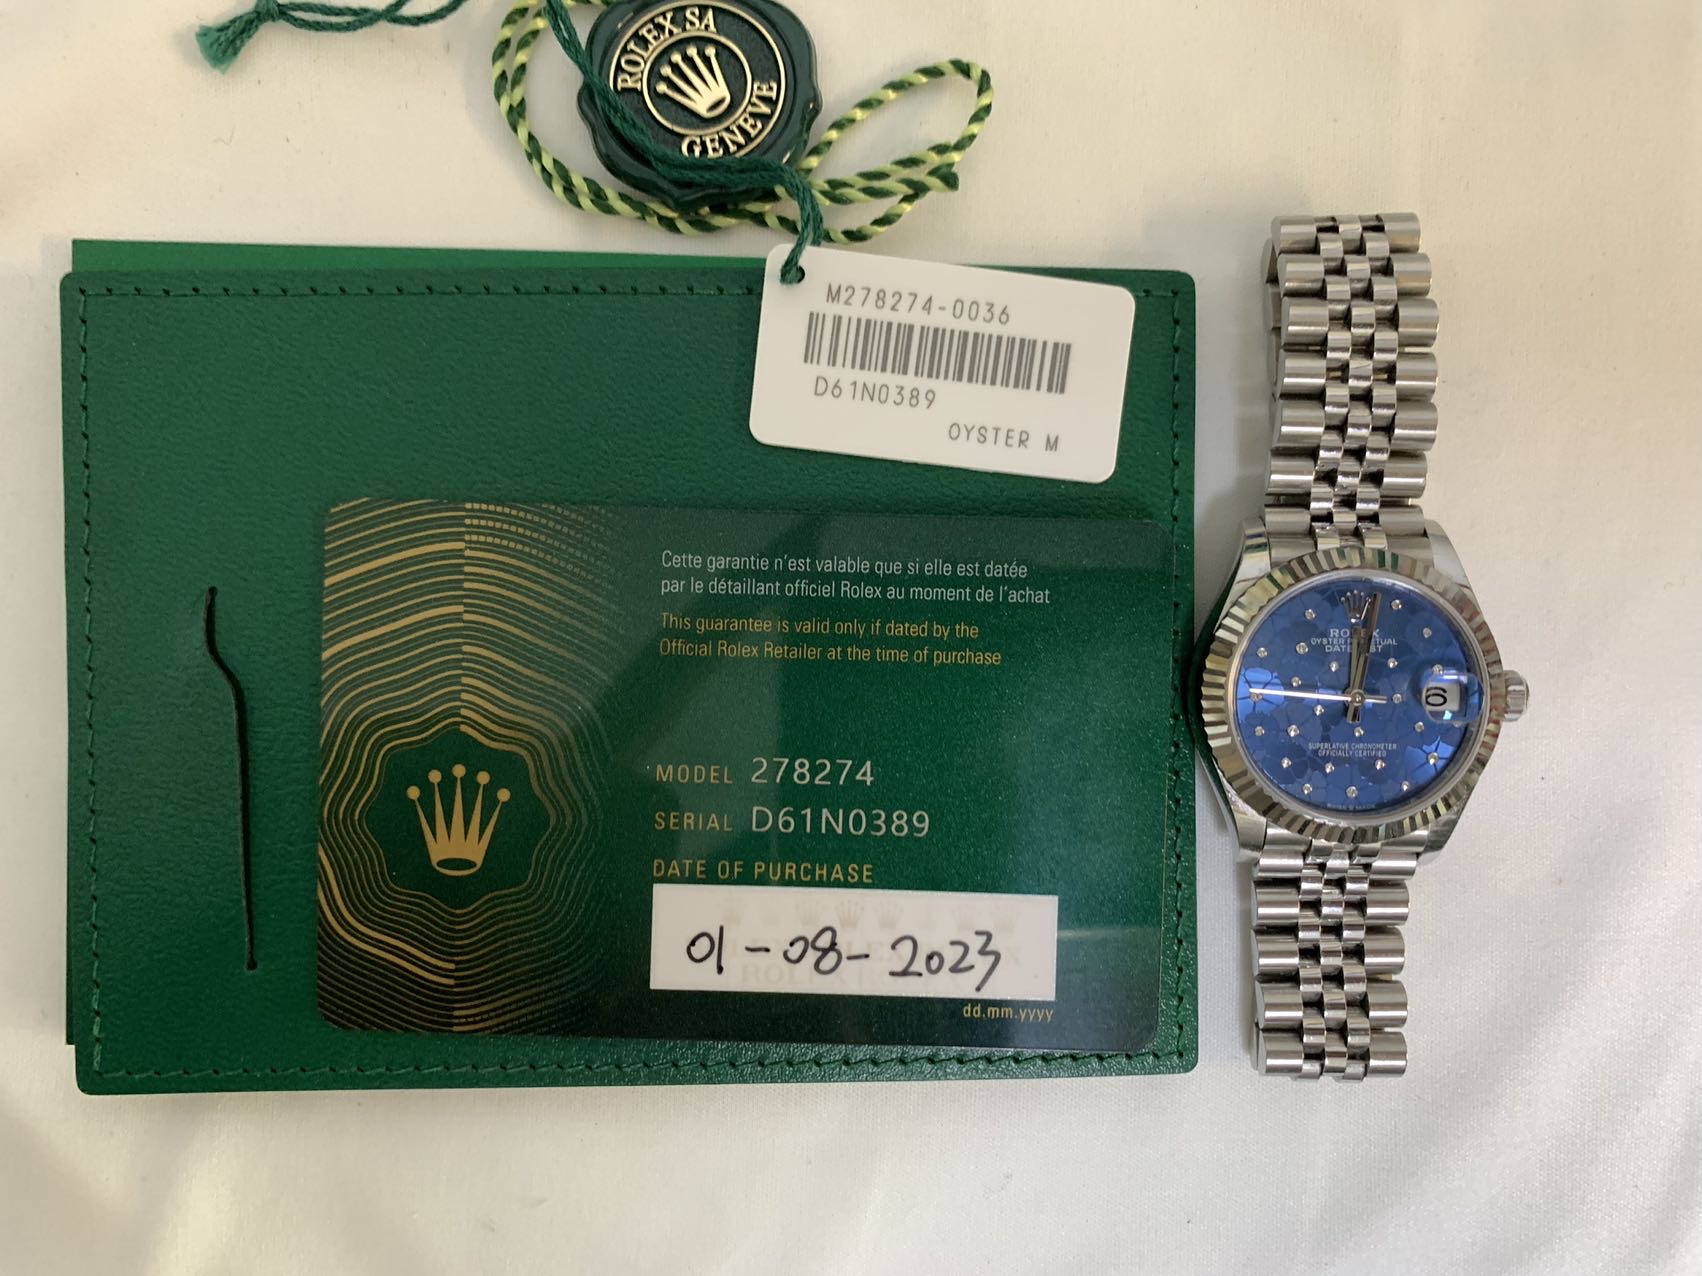 ROLEX SA
GENEVE
M278274-0036
D61N0389
OYSTER M
Cette garantie n'est valable que si elle est datée
par le détaillant officiel Rolex au moment de l'achat
This guarantee is valid only if dated by the
Official Rolex Retailer at the time of purchase
MODEL 278274
SERIAL D61N0389
DATE OF PURCHASE
01-08-2023
dd.mm.yyyy
ROLEX
OYSTER PERPETUAL
DATEJUST
SUPERLATIVE CHRONOMETER
OFFICIALLY CERTIFIED
SWISS MADE